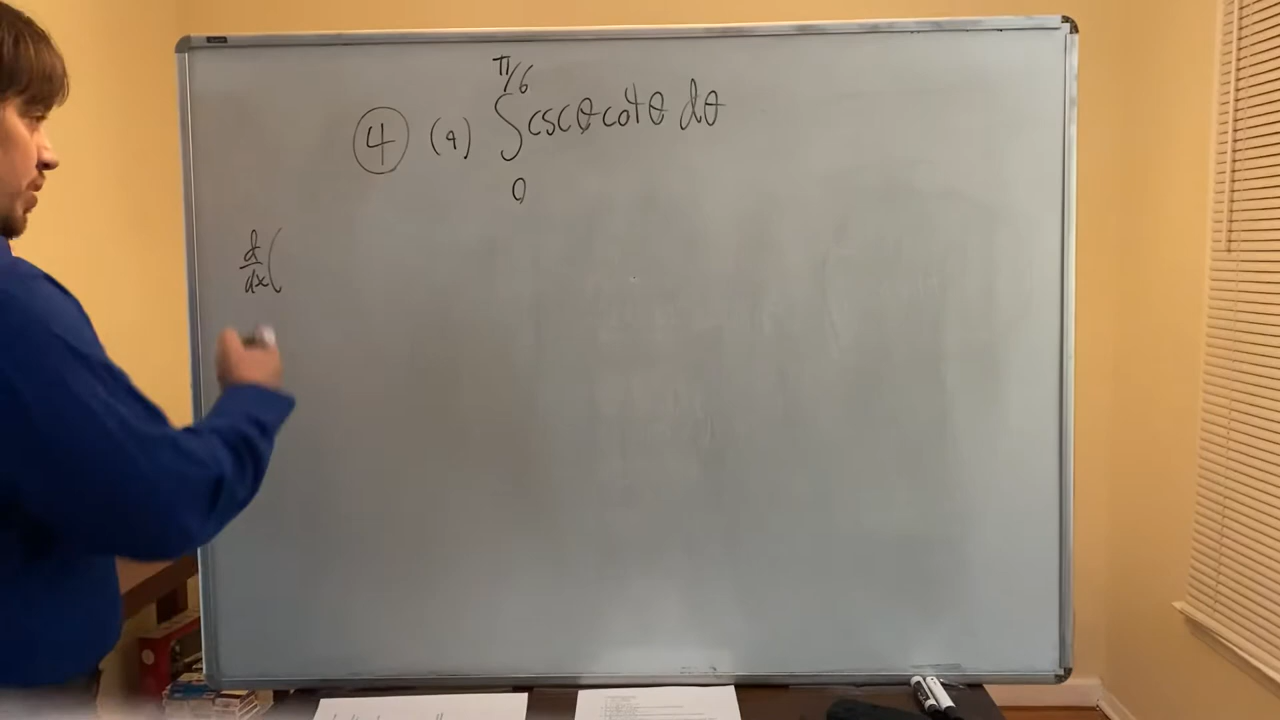 ④ (a) ∫₀^{π/6} cscθ cotθ dθ
d/dx (